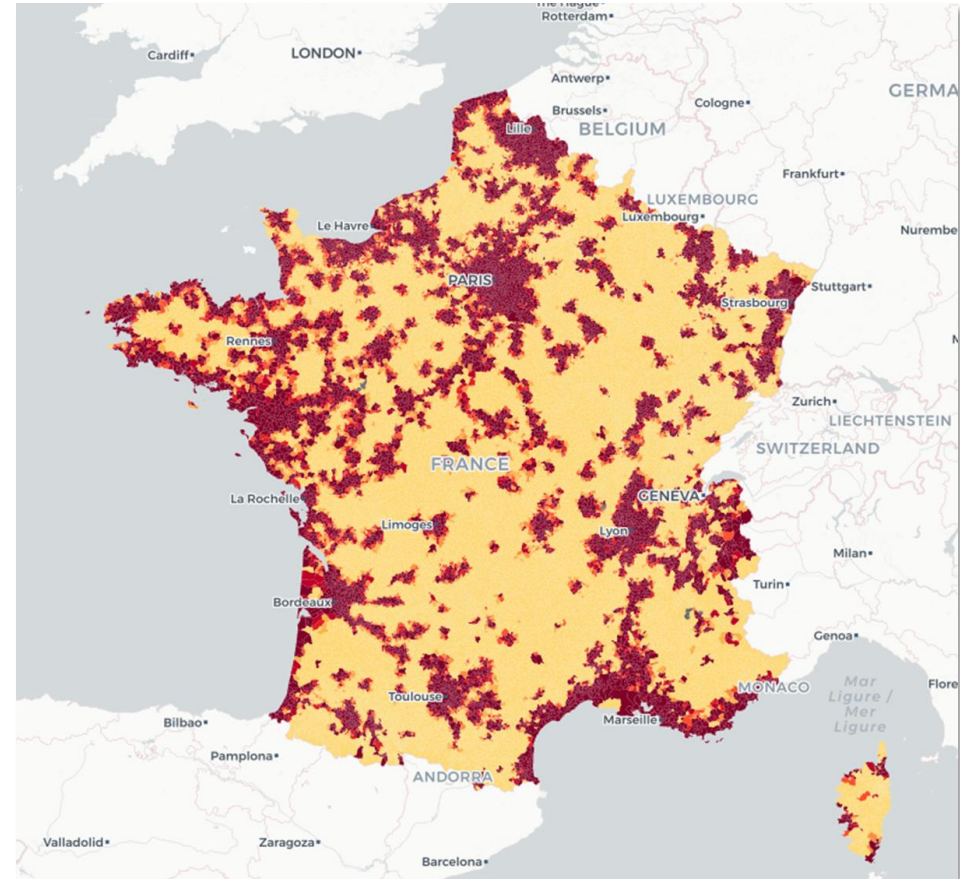 The Hague
Rotterdam
Cardiff
LONDON
Antwerp
Cologne
GERMA
Brussels
Lille
BELGIUM
Frankfurt
LUXEMBOURG
Luxembourg
Le Havre
Nurembe
PARIS
Stuttgart
Strasbourg
Rennes
Zurich
LIECHTENSTEIN
SWITZERLAND
FRANCE
GENEVA
La Rochelle
Limoges
Lyon
Milan
Turin
Bordeaux
Genoa
Mar
Ligure /
Mer
Ligure
Flore
MONACO
Toulouse
Marseille
Bilbao
Pamplona
ANDORRA
Valladolid
Zaragoza
Barcelona